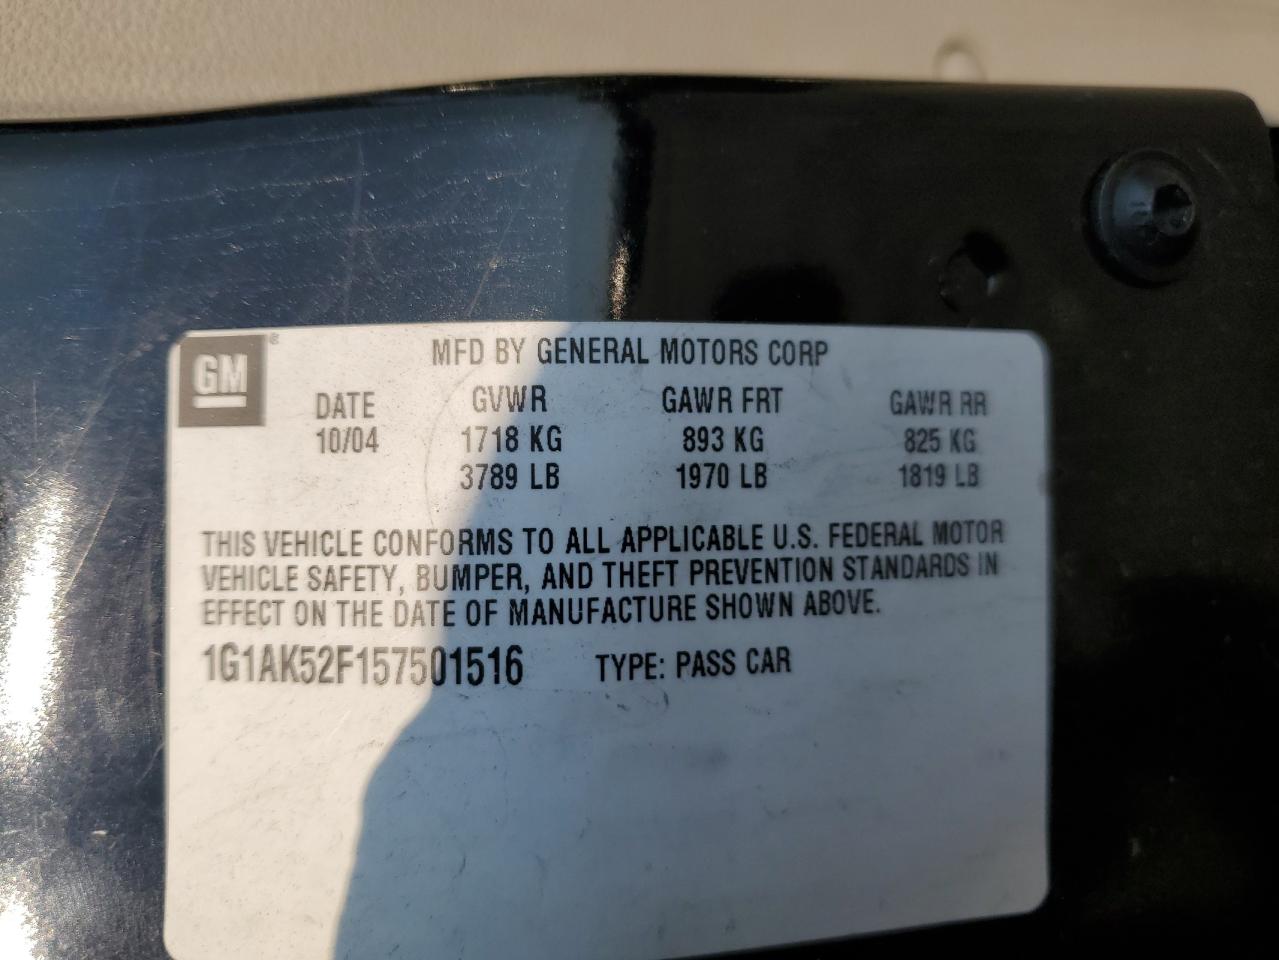 GM®
MFD BY GENERAL MOTORS CORP
DATE GVWR GAWR FRT GAWR RR
10/04 1718 KG 893 KG 825 KG
3789 LB 1970 LB 1819 LB
THIS VEHICLE CONFORMS TO ALL APPLICABLE U.S. FEDERAL MOTOR
VEHICLE SAFETY, BUMPER, AND THEFT PREVENTION STANDARDS IN
EFFECT ON THE DATE OF MANUFACTURE SHOWN ABOVE.
1G1AK52F157501516 TYPE: PASS CAR